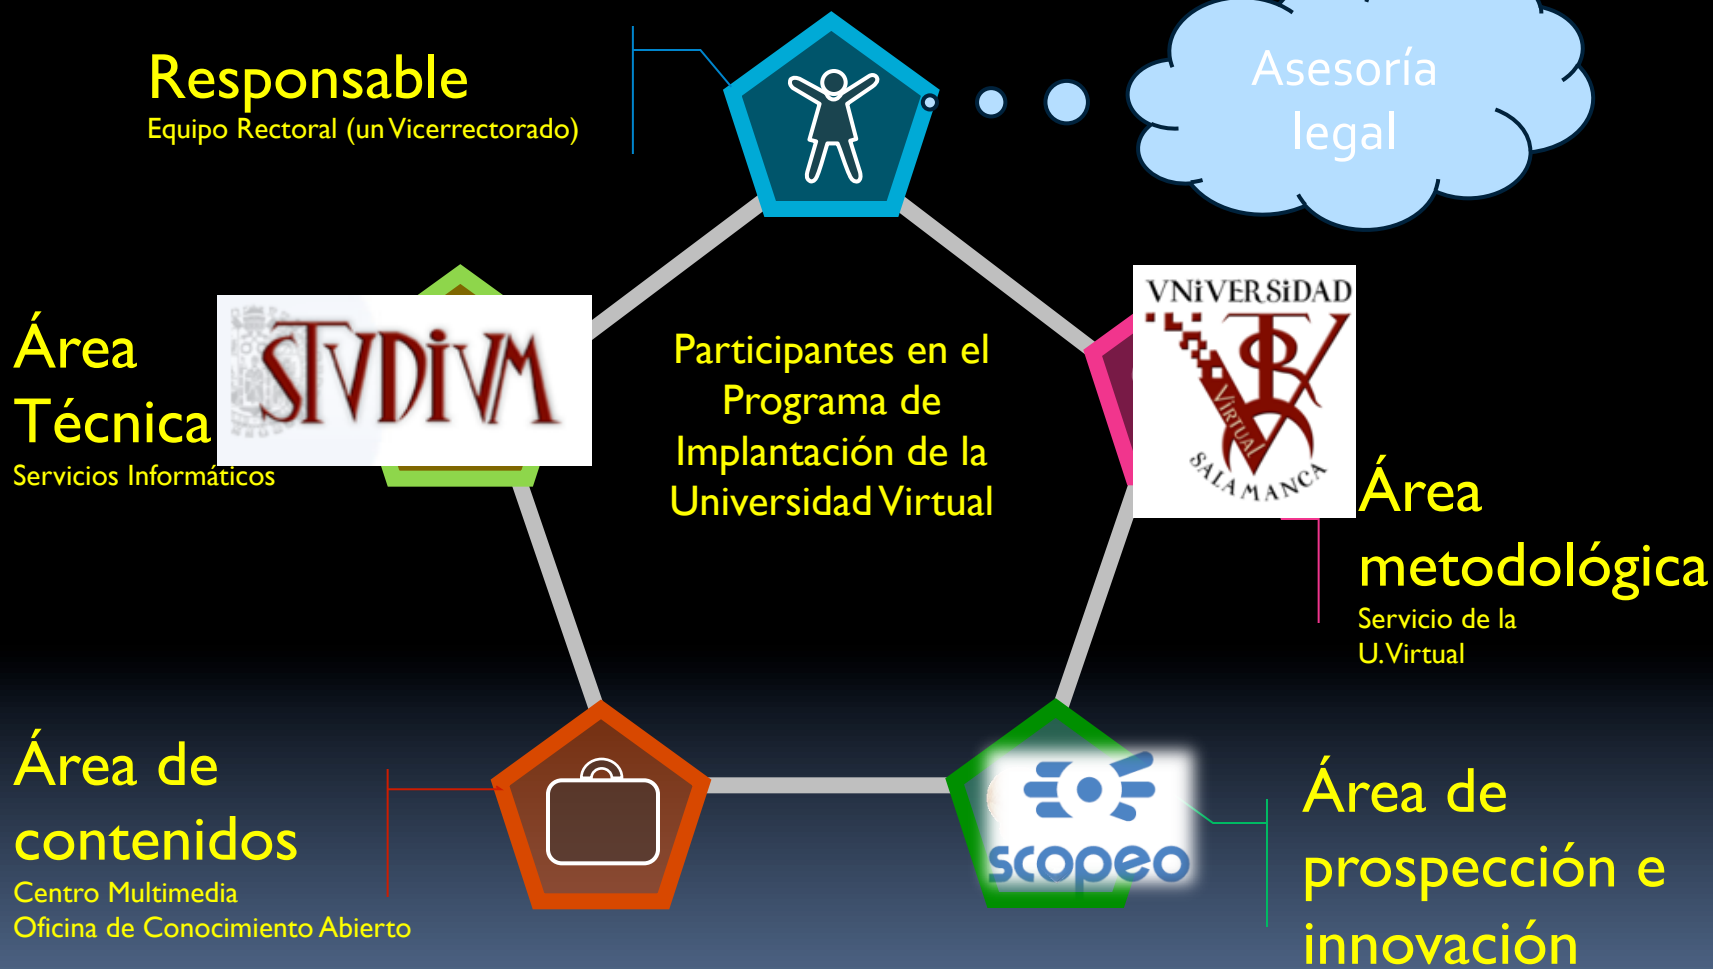 Responsable
Equipo Rectoral (un Vicerrectorado)
Asesoría
legal
Área
Técnica
Servicios Informáticos
STVDIVM
Participantes en el
Programa de
Implantación de la
Universidad Virtual
VNiVERSiDAD
VIRTUAL
SALAMANCA
Área
metodológica
Servicio de la
U. Virtual
Área de
contenidos
Centro Multimedia
Oficina de Conocimiento Abierto
scopeo
Área de
prospección e
innovación